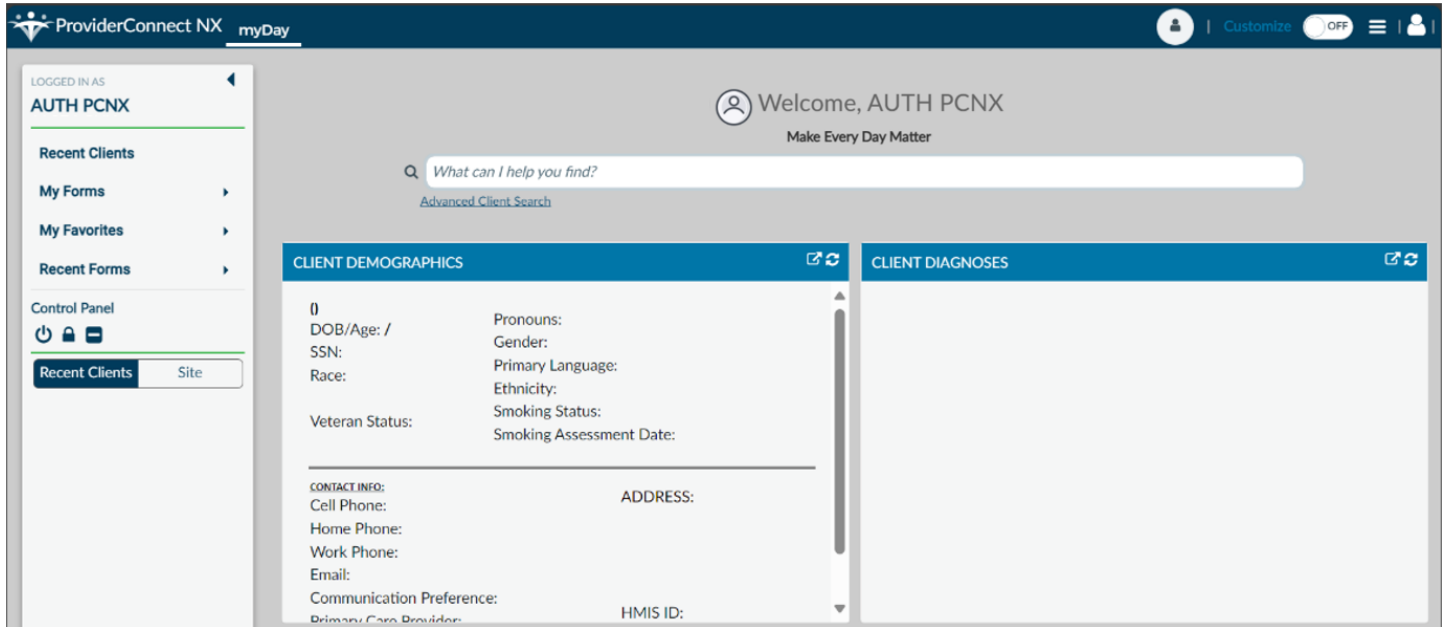 ProviderConnect NX myDay
| Customize OFF | |
LOGGED IN AS
AUTH PCNX
Recent Clients
My Forms
My Favorites
Recent Forms
Control Panel
Recent Clients Site
Welcome, AUTH PCNX
Make Every Day Matter
What can I help you find?
Advanced Client Search
CLIENT DEMOGRAPHICS
()
DOB/Age: /
SSN:
Race:
Veteran Status:
Pronouns:
Gender:
Primary Language:
Ethnicity:
Smoking Status:
Smoking Assessment Date:
CONTACT INFO:
Cell Phone:
Home Phone:
Work Phone:
Email:
Communication Preference:
Primary Care Provider:
ADDRESS:
HMIS ID:
CLIENT DIAGNOSES